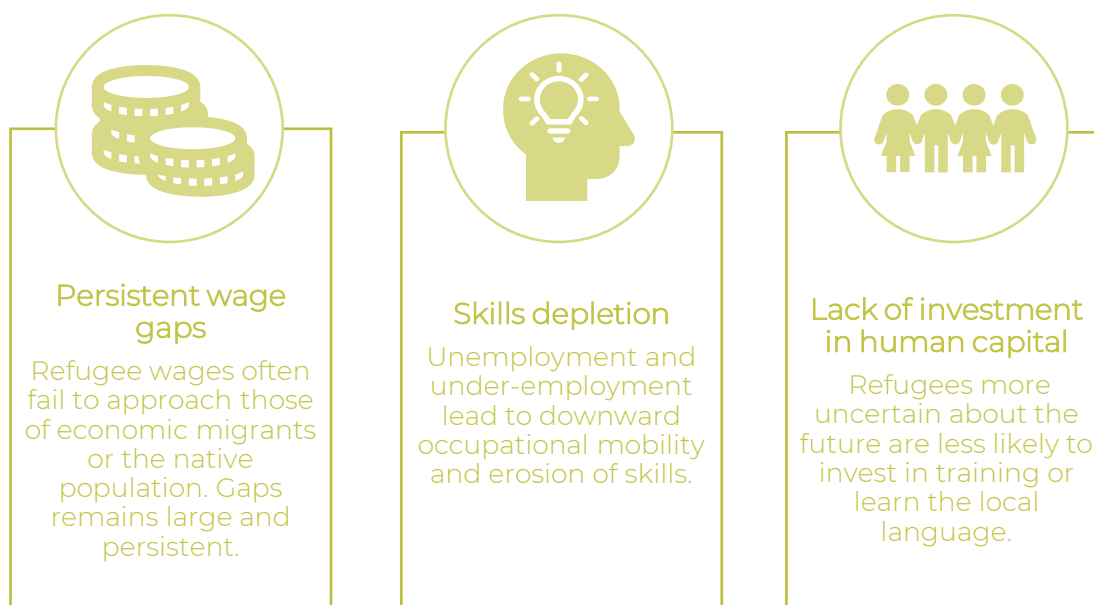 Persistent wage
gaps
Refugee wages often
fail to approach those
of economic migrants
or the native
population. Gaps
remains large and
persistent.
Skills depletion
Unemployment and
under-employment
lead to downward
occupational mobility
and erosion of skills.
Lack of investment
in human capital
Refugees more
uncertain about the
future are less likely to
invest in training or
learn the local
language.